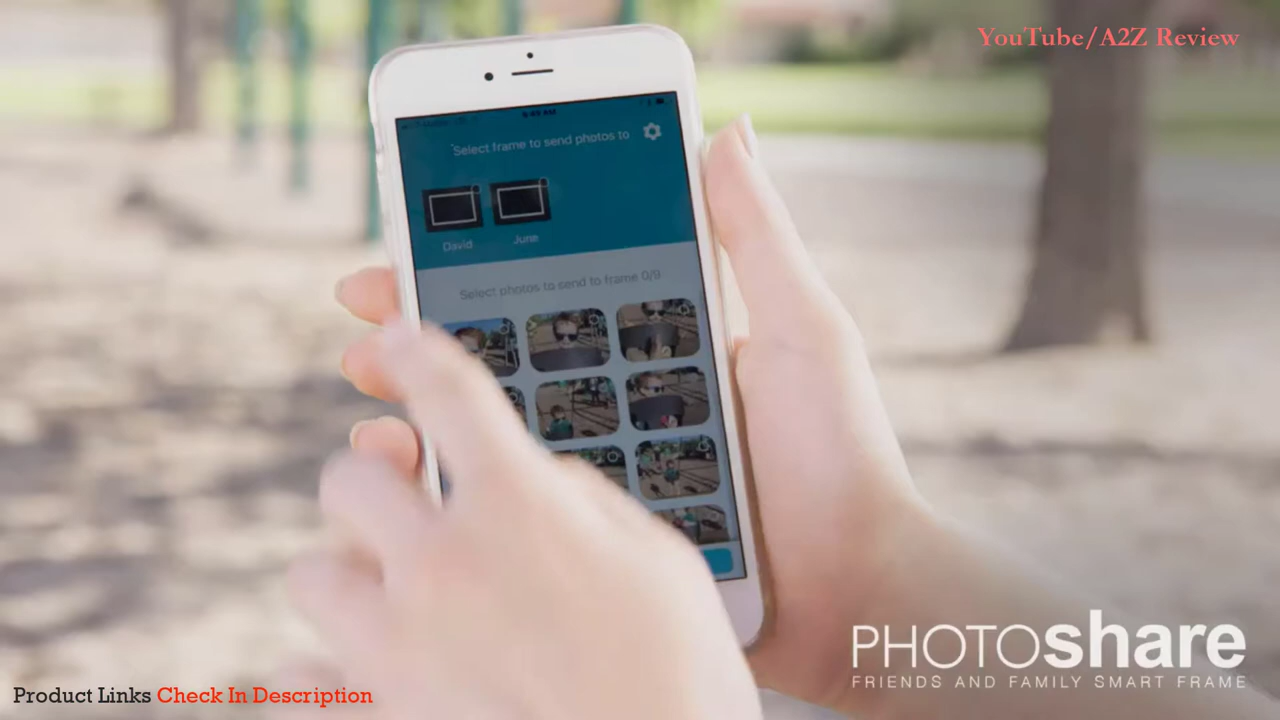 YouTube/A2Z Review
Select frame to send photos to
David June
Select photos to send to frame 0/9
PHOTOshare
FRIENDS AND FAMILY SMART FRAME
Product Links Check In Description